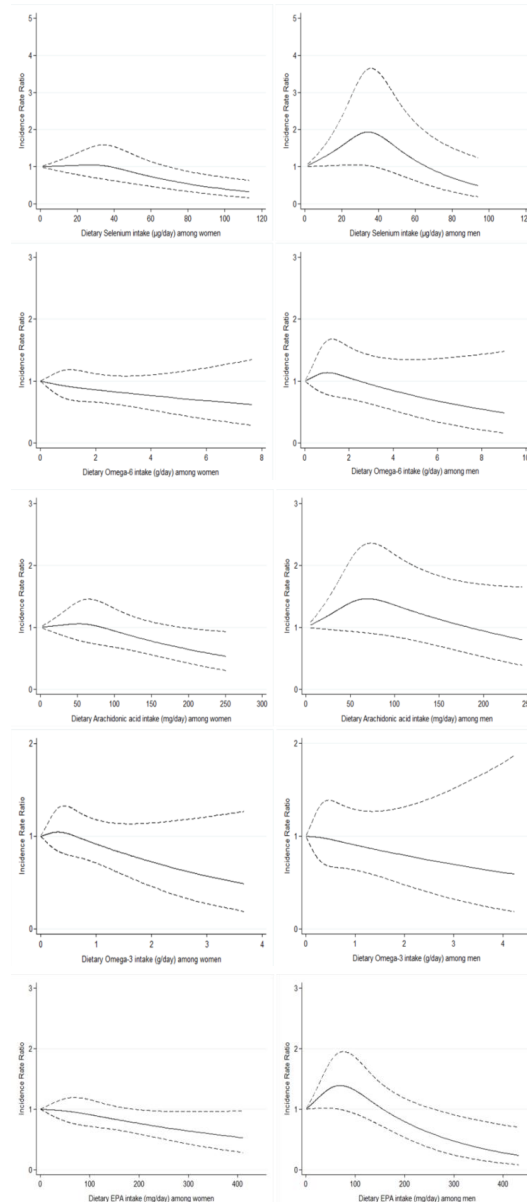 5
4
3
2
1
0
Incidence Rate Ratio
0 20 40 60 80 100 120
Dietary Selenium intake (µg/day) among women
5
4
3
2
1
0
Incidence Rate Ratio
0 20 40 60 80 100 120
Dietary Selenium intake (µg/day) among men
3
2
1
0
Incidence Rate Ratio
0 2 4 6 8
Dietary Omega-6 intake (g/day) among women
3
2
1
0
Incidence Rate Ratio
0 2 4 6 8 10
Dietary Omega-6 intake (g/day) among men
3
2
1
0
Incidence Rate Ratio
0 50 100 150 200 250 300
Dietary Arachidonic acid intake (mg/day) among women
3
2
1
0
Incidence Rate Ratio
0 50 100 150 200
Dietary Arachidonic acid intake (mg/day) among men
2
1
0
Incidence Rate Ratio
0 1 2 3 4
Dietary Omega-3 intake (g/day) among women
2
1
0
Incidence Rate Ratio
0 1 2 3 4
Dietary Omega-3 intake (g/day) among men
3
2
1
0
Incidence Rate Ratio
0 100 200 300 400
Dietary EPA intake (mg/day) among women
3
2
1
0
Incidence Rate Ratio
0 100 200 300 400
Dietary EPA intake (mg/day) among men